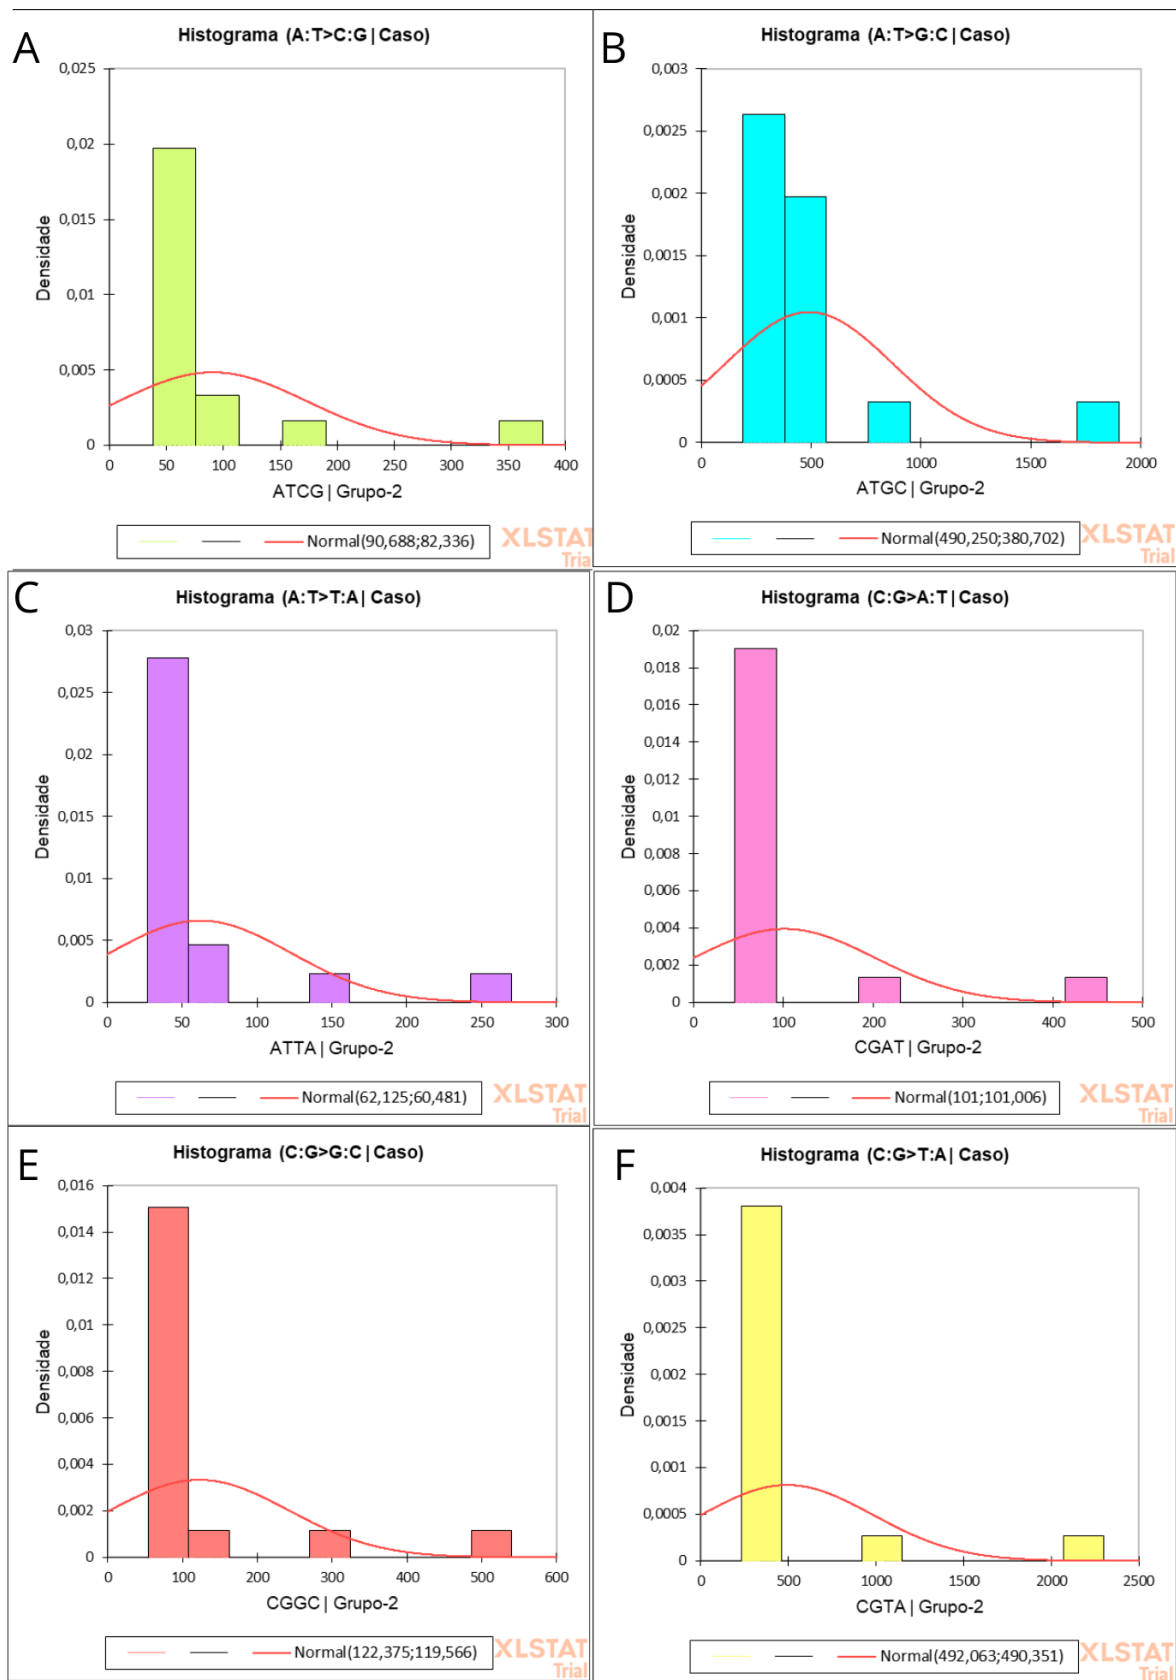 A
Histograma (A:T>C:G | Caso)
0,025
0,02
0,015
0,01
0,005
0
Densidade
0 50 100 150 200 250 300 350 400
ATCG | Grupo-2
Normal(90,688;82,336)
XLSTAT
Trial
B
Histograma (A:T>G:C | Caso)
0,003
0,0025
0,002
0,0015
0,001
0,0005
0
Densidade
0 500 1000 1500 2000
ATGC | Grupo-2
Normal(490,250;380,702)
XLSTAT
Trial
C
Histograma (A:T>T:A | Caso)
0,03
0,025
0,02
0,015
0,01
0,005
0
Densidade
0 50 100 150 200 250 300
ATTA | Grupo-2
Normal(62,125;60,481)
XLSTAT
Trial
D
Histograma (C:G>A:T | Caso)
0,02
0,018
0,016
0,014
0,012
0,01
0,008
0,006
0,004
0,002
0
Densidade
0 100 200 300 400 500
CGAT | Grupo-2
Normal(101;101,006)
XLSTAT
Trial
E
Histograma (C:G>G:C | Caso)
0,016
0,014
0,012
0,01
0,008
0,006
0,004
0,002
0
Densidade
0 100 200 300 400 500 600
CGGC | Grupo-2
Normal(122,375;119,566)
XLSTAT
Trial
F
Histograma (C:G>T:A | Caso)
0,004
0,0035
0,003
0,0025
0,002
0,0015
0,001
0,0005
0
Densidade
0 500 1000 1500 2000 2500
CGTA | Grupo-2
Normal(492,063;490,351)
XLSTAT
Trial